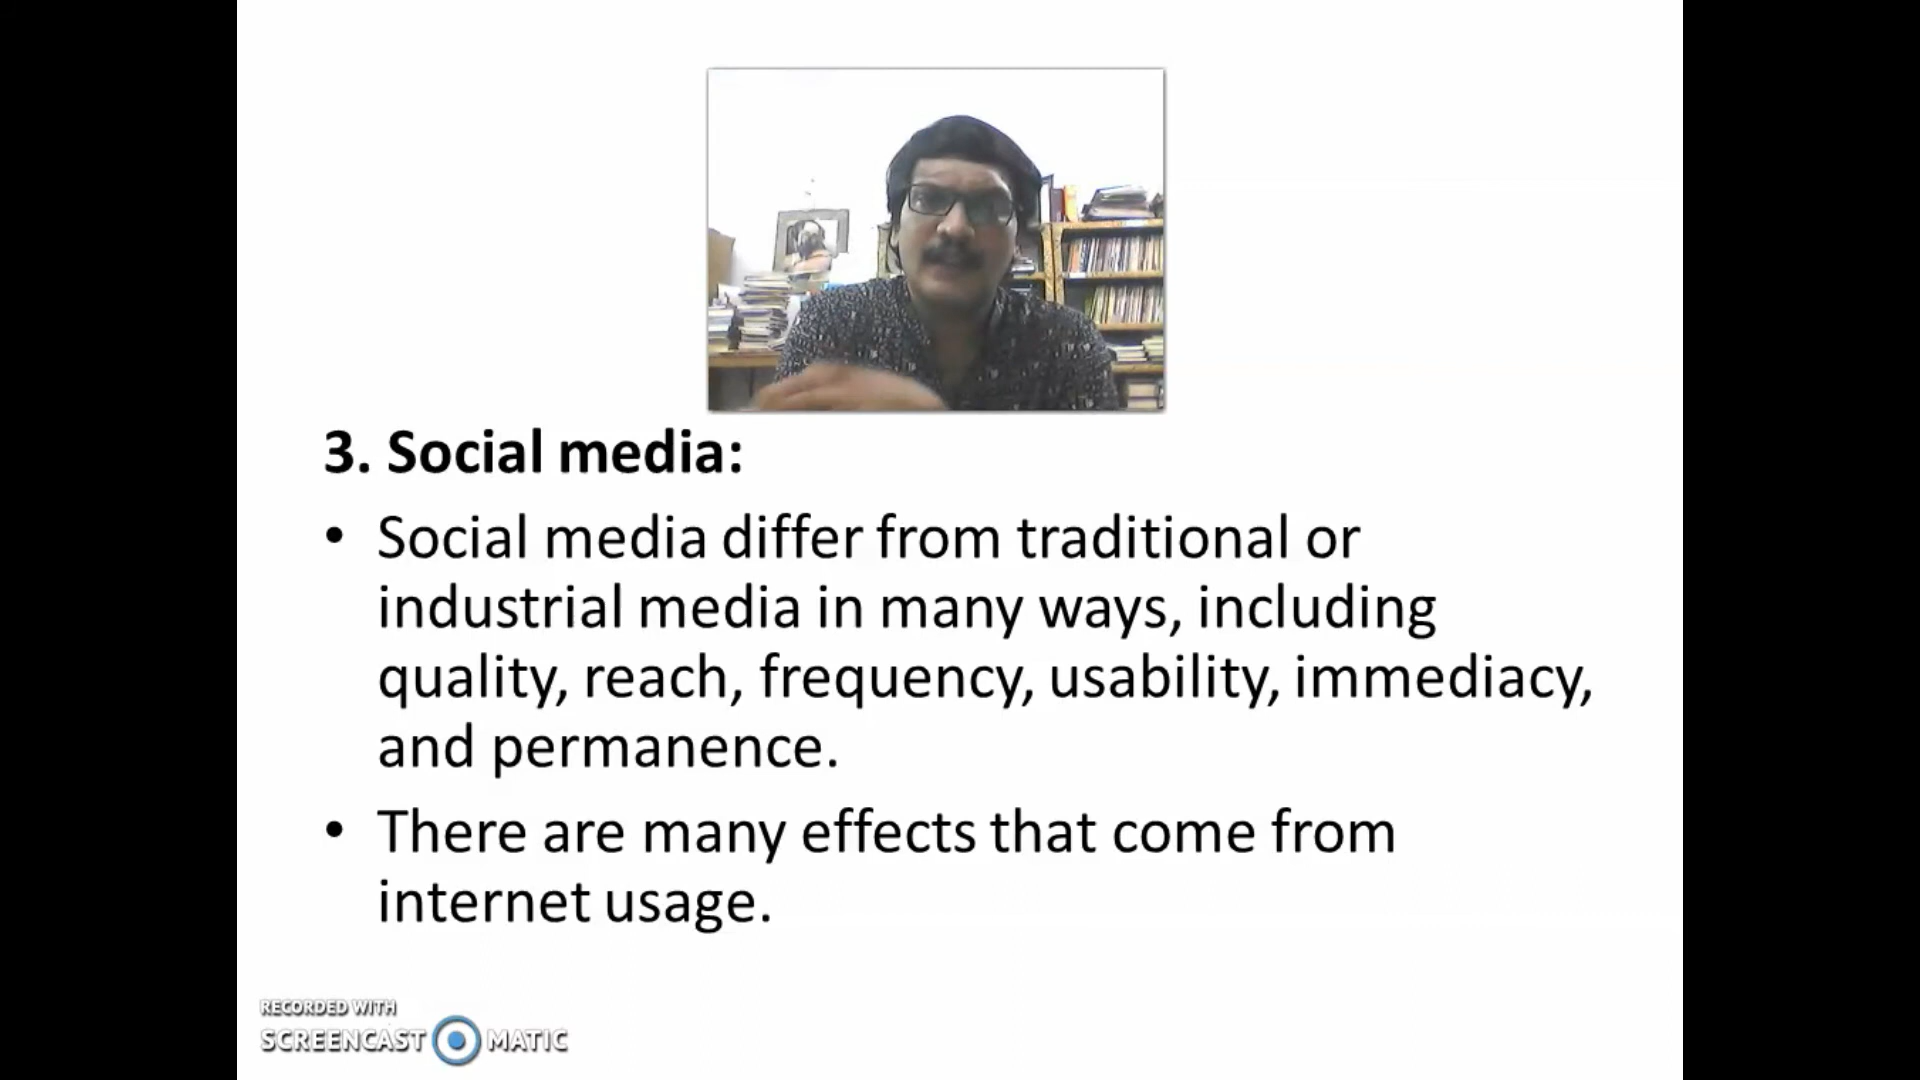 3. Social media:
• Social media differ from traditional or
industrial media in many ways, including
quality, reach, frequency, usability, immediacy,
and permanence.
• There are many effects that come from
internet usage.
RECORDED WITH
SCREENCAST MATIC